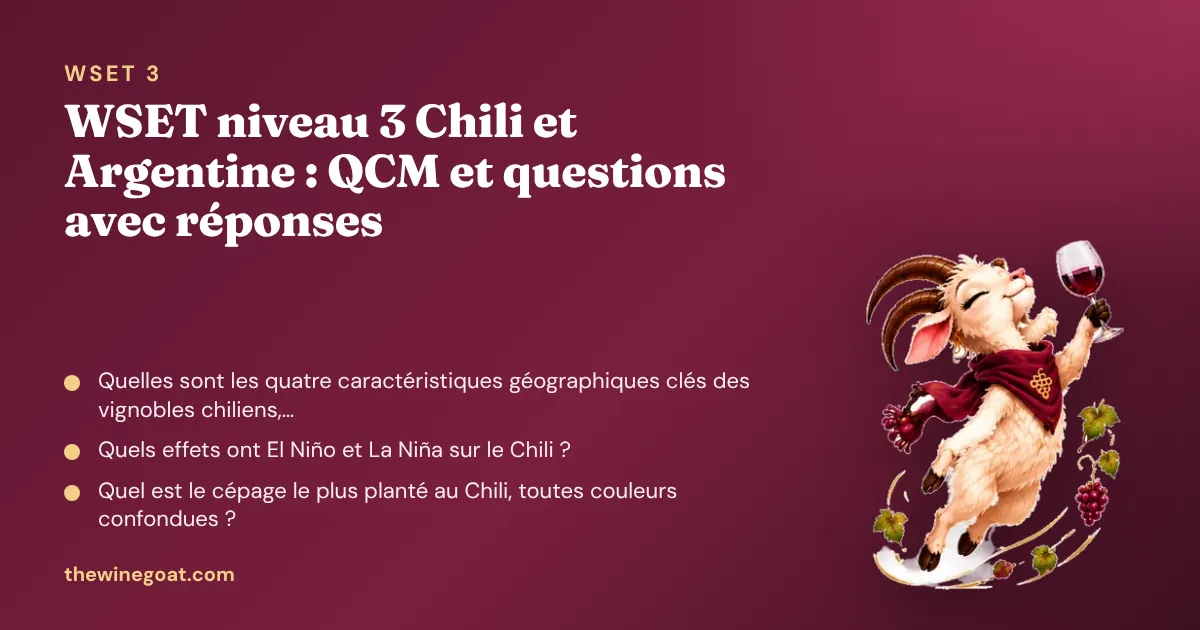 WSET 3
WSET niveau 3 Chili et
Argentine : QCM et questions
avec réponses
Quelles sont les quatre caractéristiques géographiques clés des
vignobles chiliens,...
Quels effets ont El Niño et La Niña sur le Chili ?
Quel est le cépage le plus planté au Chili, toutes couleurs
confondues ?
thewinegoat.com